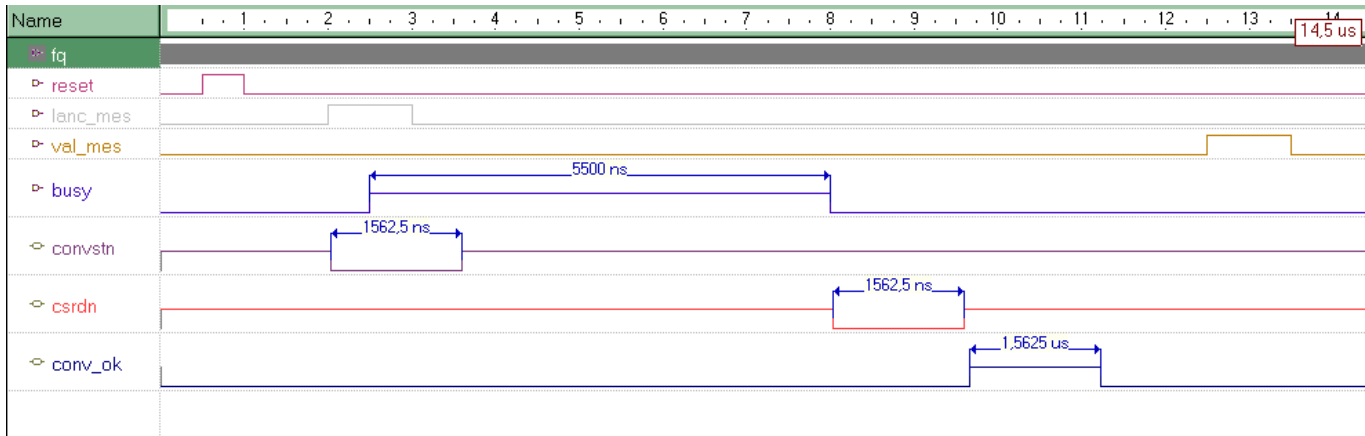 Name 1 2 3 4 5 6 7 8 9 10 11 12 13 14
14,5 us
fq
reset
lanc_mes
val_mes
busy 5500 ns
convstn 1562,5 ns
csrdn 1562,5 ns
conv_ok 1,5625 us